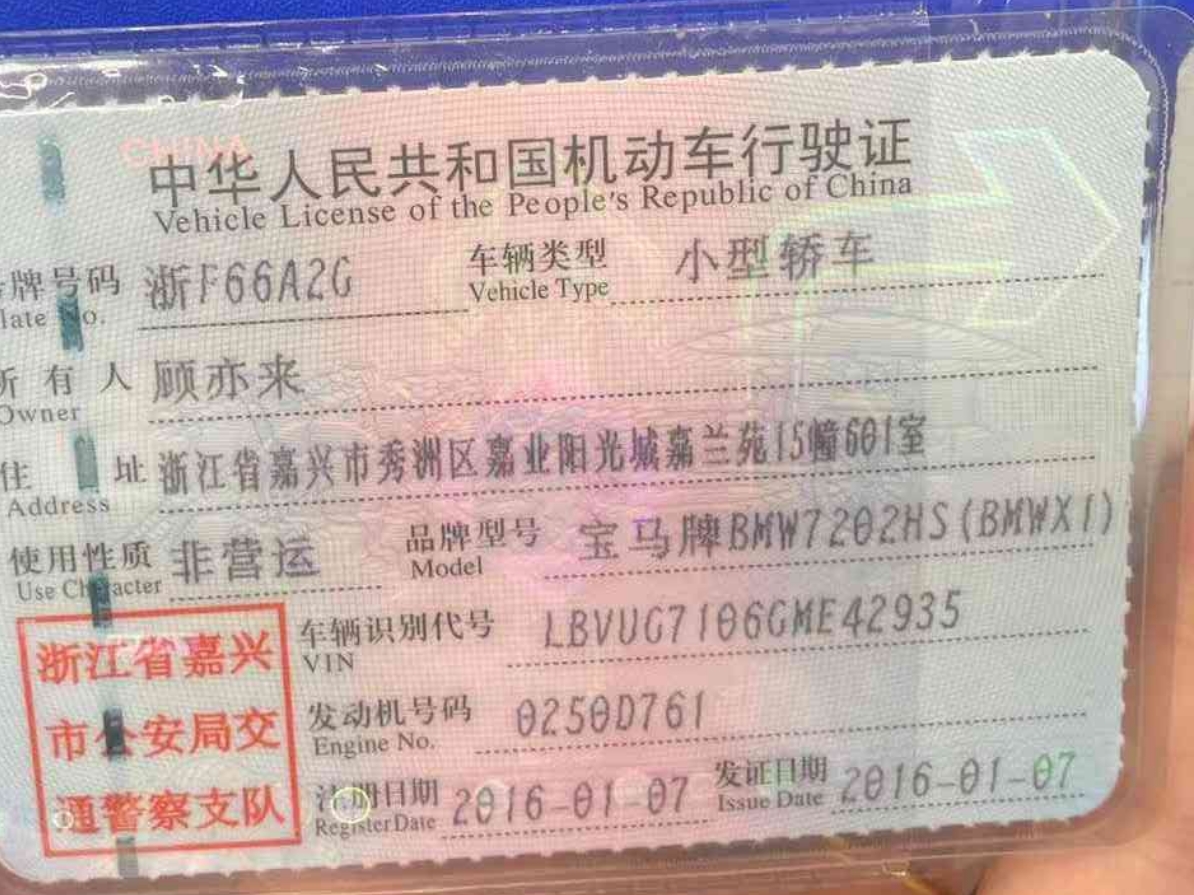 CHINA
中华人民共和国机动车行驶证
Vehicle License of the People's Republic of China
牌号码 浙F66A2G 车辆类型 小型轿车
late No. Vehicle Type
所有人 顾亦来
Owner
住址 浙江省嘉兴市秀洲区嘉业阳光城嘉兰苑15幢601室
Address
使用性质 非营运 品牌型号 宝马牌BMW7202HS(BMWX1)
Use Character Model
浙江省嘉兴 车辆识别代号 LBVUG7106GME42935
VIN
市公安局交 发动机号码 0250D761
Engine No.
通警察支队 注册日期 2016-01-07 发证日期 2016-01-07
Register Date Issue Date